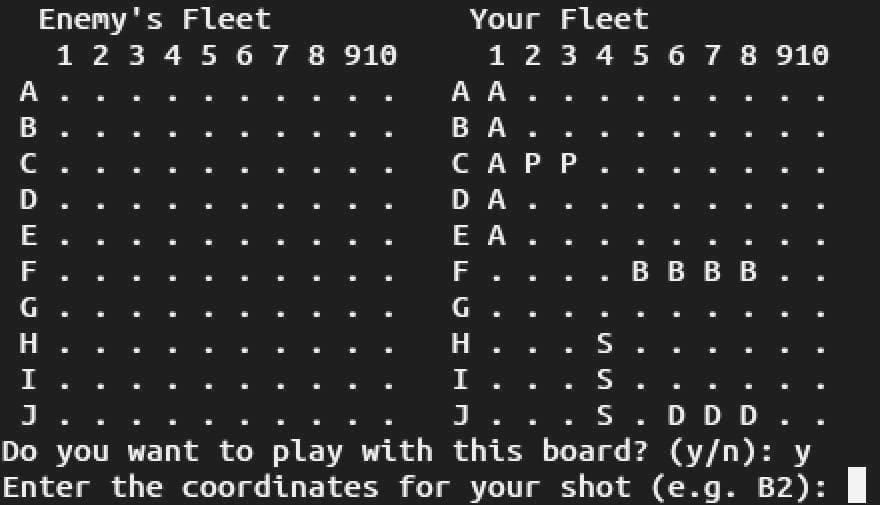 Enemy's Fleet Your Fleet
1 2 3 4 5 6 7 8 910 1 2 3 4 5 6 7 8 910
A . . . . . . . . . . A A . . . . . . . . .
B . . . . . . . . . . B A . . . . . . . . .
C . . . . . . . . . . C A P P . . . . . . .
D . . . . . . . . . . D A . . . . . . . . .
E . . . . . . . . . . E A . . . . . . . . .
F . . . . . . . . . . F . . . . B B B B . .
G . . . . . . . . . . G . . . . . . . . . .
H . . . . . . . . . . H . . . S . . . . . .
I . . . . . . . . . . I . . . S . . . . . .
J . . . . . . . . . . J . . . S . D D D . .
Do you want to play with this board? (y/n): y
Enter the coordinates for your shot (e.g. B2):